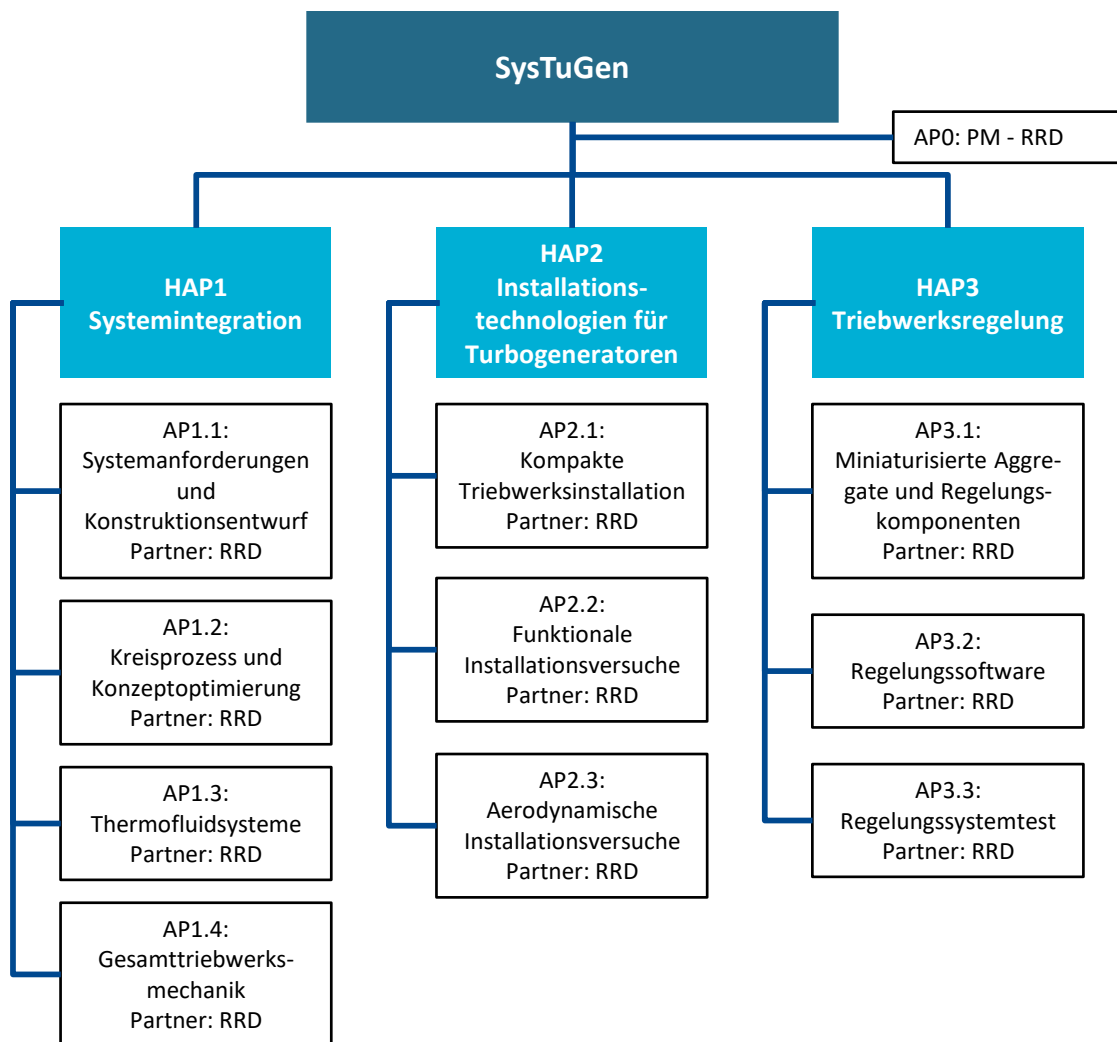 SysTuGen
AP0: PM - RRD
HAP1
Systemintegration
AP1.1:
Systemanforderungen
und
Konstruktionsentwurf
Partner: RRD
AP1.2:
Kreisprozess und
Konzeptoptimierung
Partner: RRD
AP1.3:
Thermofluidsysteme
Partner: RRD
AP1.4:
Gesamttriebwerks-
mechanik
Partner: RRD
HAP2
Installations-
technologien für
Turbogeneratoren
AP2.1:
Kompakte
Triebwerksinstallation
Partner: RRD
AP2.2:
Funktionale
Installationsversuche
Partner: RRD
AP2.3:
Aerodynamische
Installationsversuche
Partner: RRD
HAP3
Triebwerksregelung
AP3.1:
Miniaturisierte Aggre-
gate und Regelungs-
komponenten
Partner: RRD
AP3.2:
Regelungssoftware
Partner: RRD
AP3.3:
Regelungssystemtest
Partner: RRD